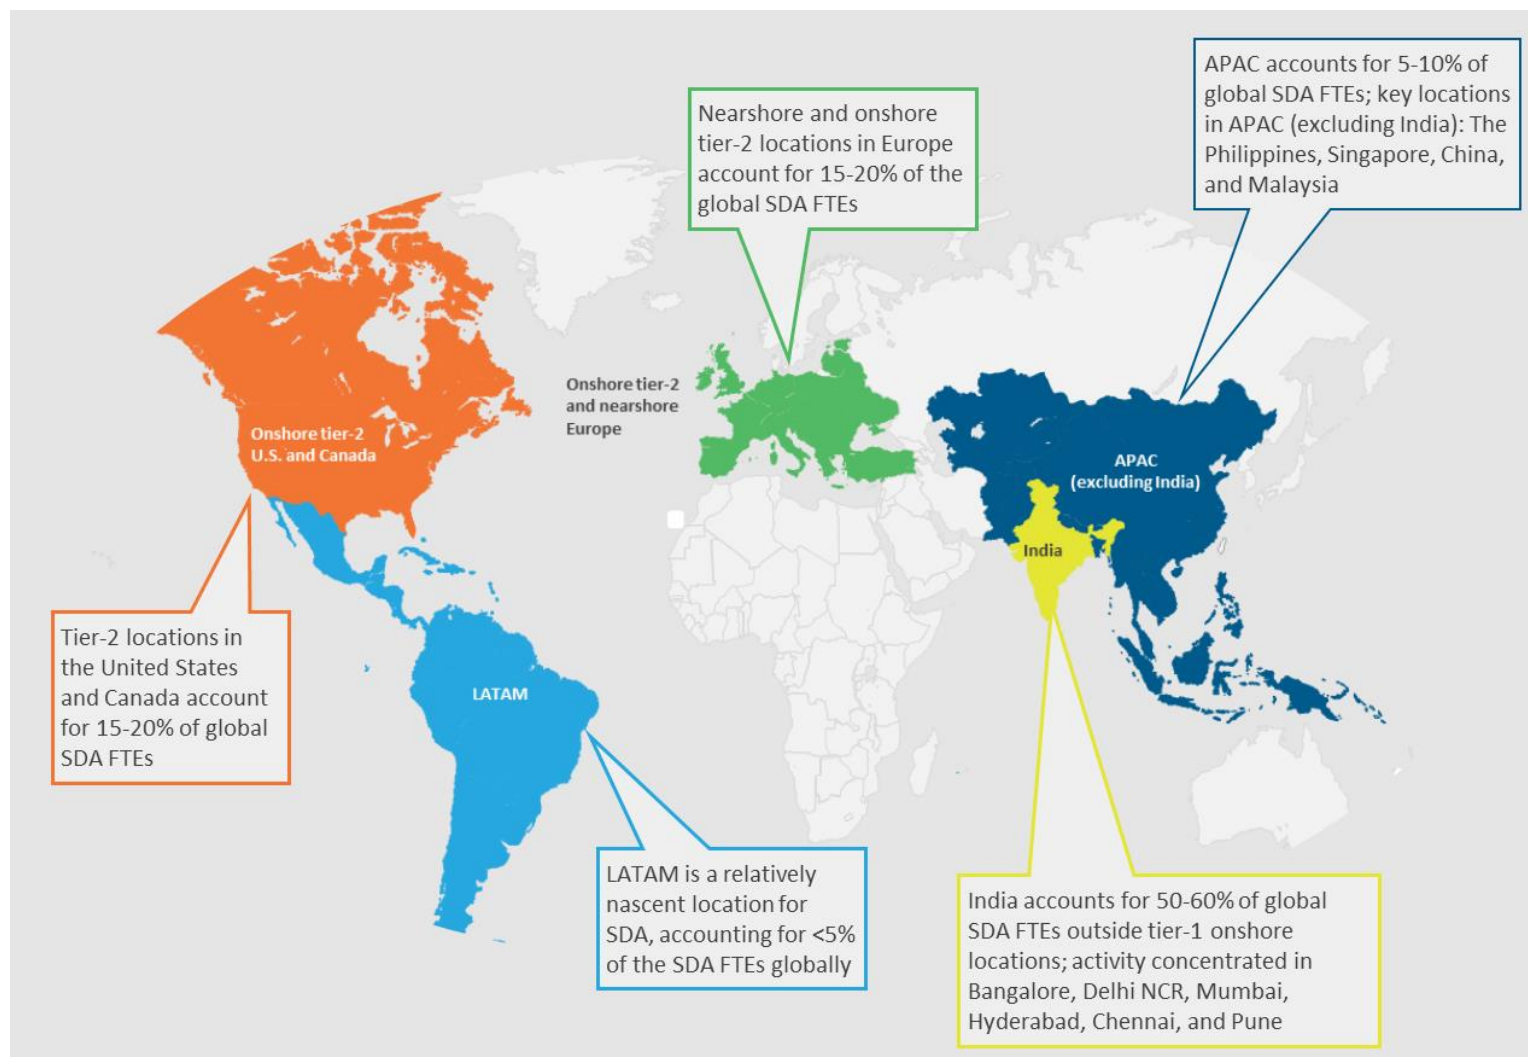 APAC accounts for 5-10% of
global SDA FTEs; key locations
in APAC (excluding India): The
Philippines, Singapore, China,
and Malaysia
Nearshore and onshore
tier-2 locations in Europe
account for 15-20% of the
global SDA FTEs
Onshore tier-2
and nearshore
Europe
Onshore tier-2
U.S. and Canada
APAC
(excluding India)
India
Tier-2 locations in
the United States
and Canada account
for 15-20% of global
SDA FTEs
LATAM
LATAM is a relatively
nascent location for
SDA, accounting for <5%
of the SDA FTEs globally
India accounts for 50-60% of global
SDA FTEs outside tier-1 onshore
locations; activity concentrated in
Bangalore, Delhi NCR, Mumbai,
Hyderabad, Chennai, and Pune